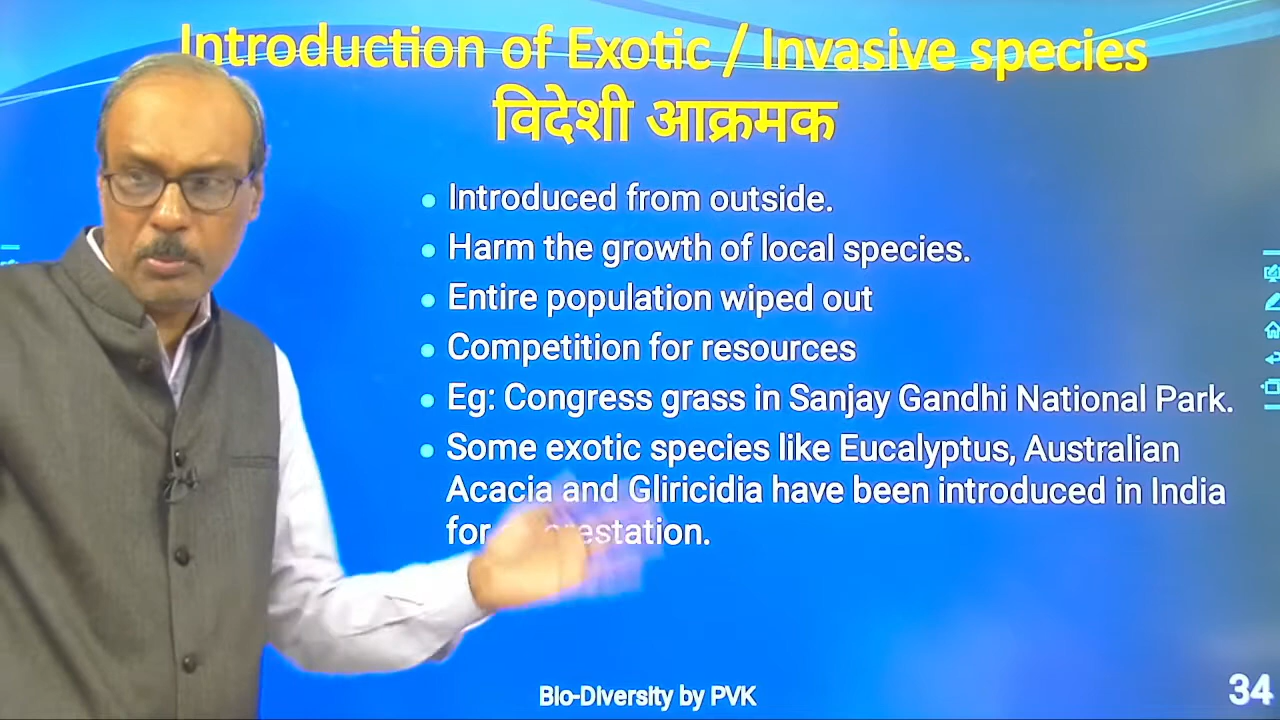 Introduction of Exotic / Invasive species
विदेशी आक्रमक
Introduced from outside.
Harm the growth of local species.
Entire population wiped out
Competition for resources
Eg: Congress grass in Sanjay Gandhi National Park.
Some exotic species like Eucalyptus, Australian
Acacia and Gliricidia have been introduced in India
for
Bio-Diversity by PVK
34